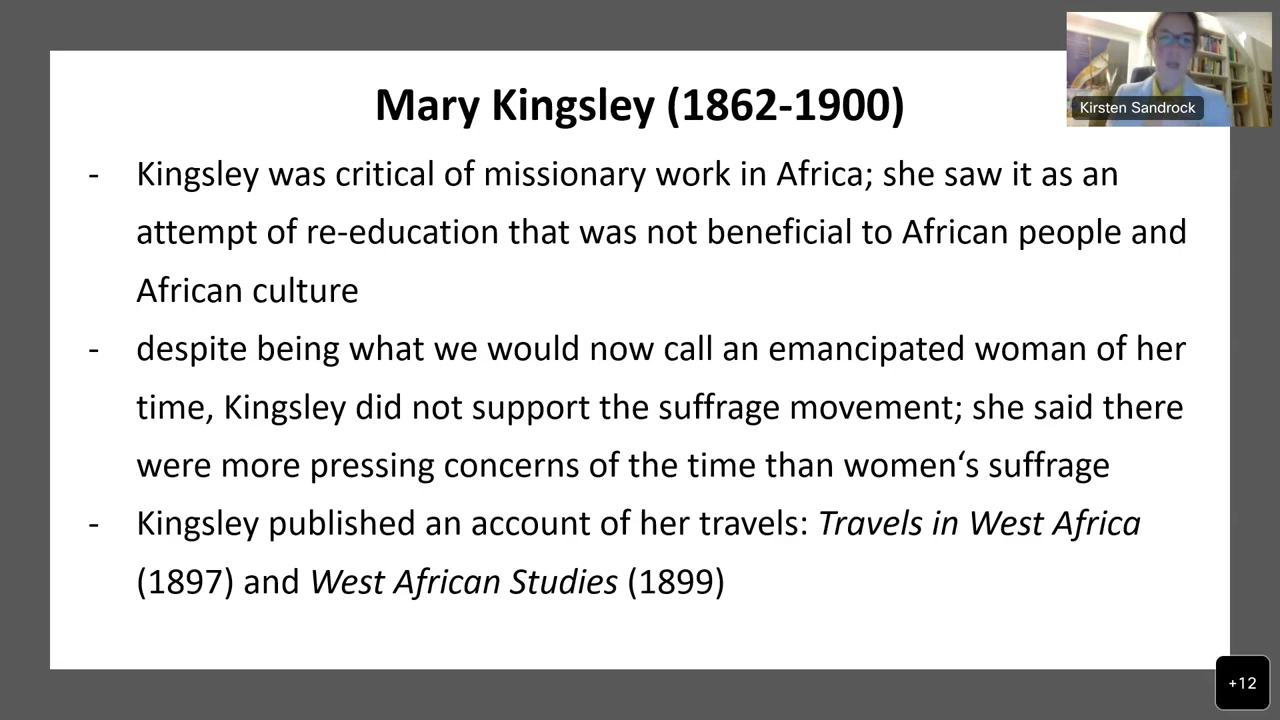 Mary Kingsley (1862-1900)
Kirsten Sandrock
- Kingsley was critical of missionary work in Africa; she saw it as an
attempt of re-education that was not beneficial to African people and
African culture
- despite being what we would now call an emancipated woman of her
time, Kingsley did not support the suffrage movement; she said there
were more pressing concerns of the time than women‘s suffrage
- Kingsley published an account of her travels: Travels in West Africa
(1897) and West African Studies (1899)
+12